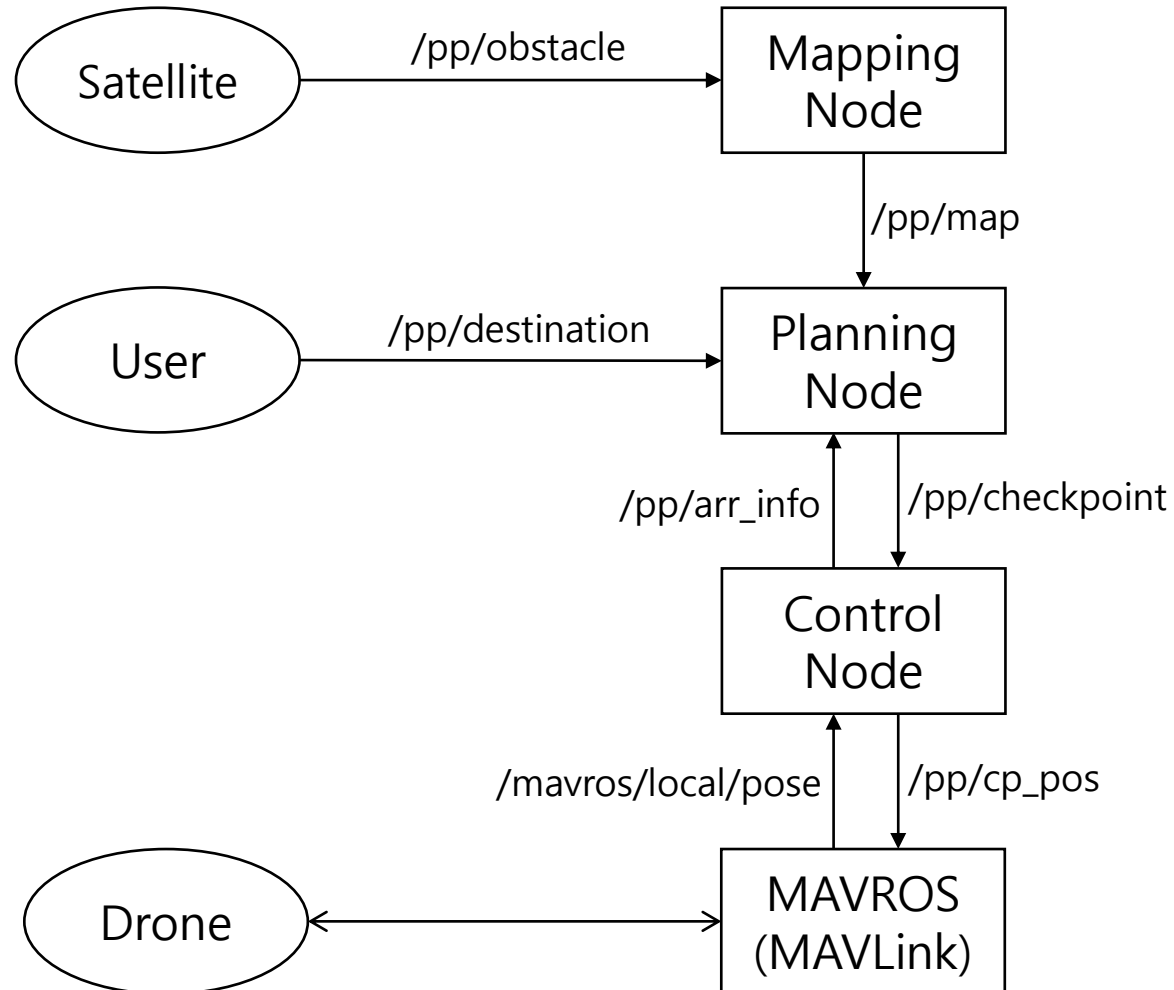 Satellite
/pp/obstacle
Mapping
Node
/pp/map
User
/pp/destination
Planning
Node
/pp/arr_info
/pp/checkpoint
Control
Node
/mavros/local/pose
/pp/cp_pos
Drone
MAVROS
(MAVLink)